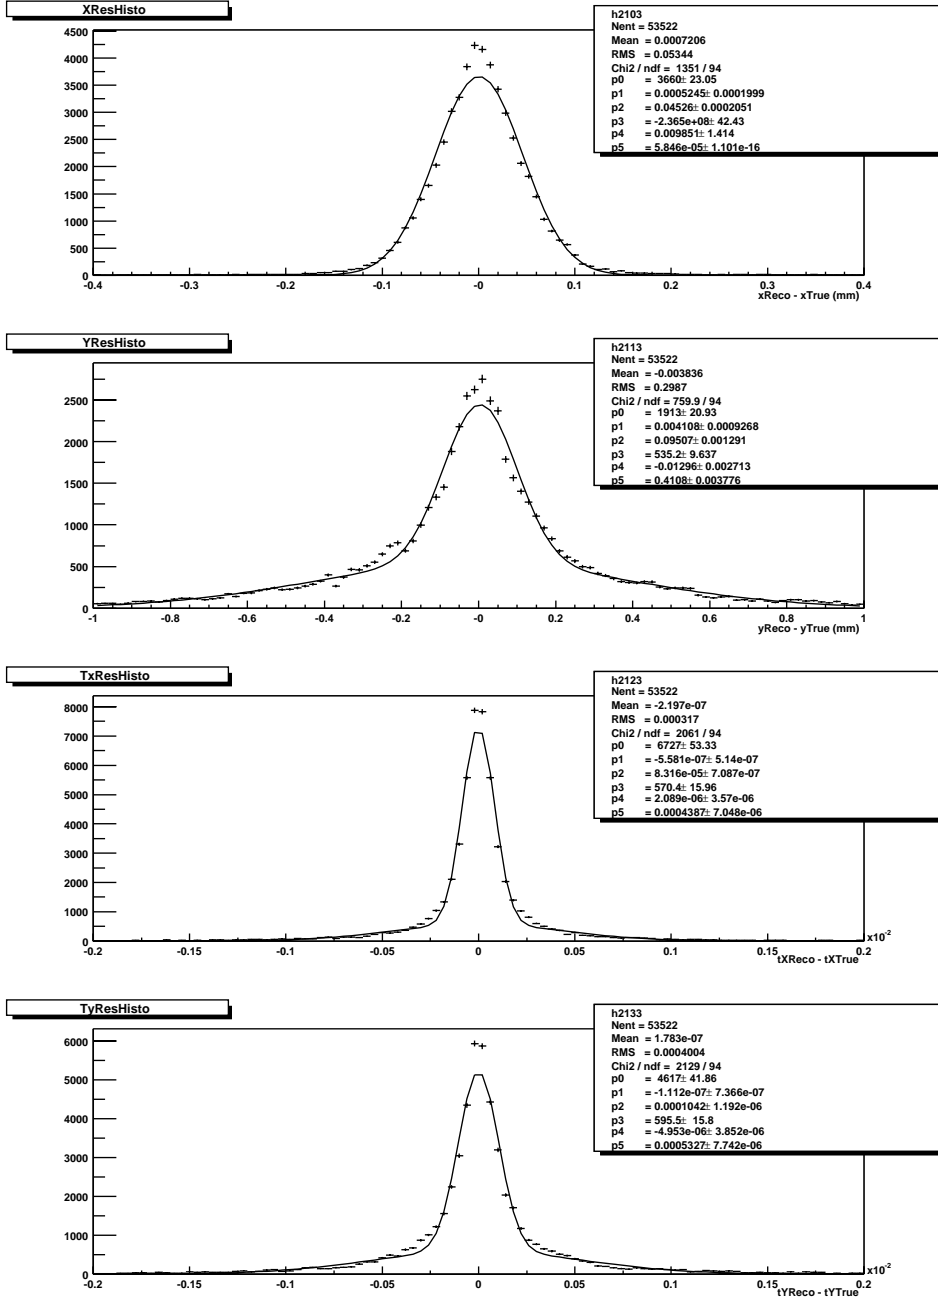 XResHisto
h2103
Nent = 53522
Mean = 0.0007206
RMS = 0.05344
Chi2 / ndf = 1351 / 94
p0 = 3660± 23.05
p1 = 0.0005245± 0.0001999
p2 = 0.04526± 0.0002051
p3 = -2.365e+08± 42.43
p4 = 0.009851± 1.414
p5 = 5.846e-05± 1.101e-16
4500
4000
3500
3000
2500
2000
1500
1000
500
0
-0.4 -0.3 -0.2 -0.1 -0 0.1 0.2 0.3 0.4
xReco - xTrue (mm)
YResHisto
h2113
Nent = 53522
Mean = -0.003836
RMS = 0.2987
Chi2 / ndf = 759.9 / 94
p0 = 1913± 20.93
p1 = 0.004108± 0.0009268
p2 = 0.09507± 0.001291
p3 = 535.2± 9.637
p4 = -0.01296± 0.002713
p5 = 0.4108± 0.003776
2500
2000
1500
1000
500
0
-1 -0.8 -0.6 -0.4 -0.2 -0 0.2 0.4 0.6 0.8 1
yReco - yTrue (mm)
TxResHisto
h2123
Nent = 53522
Mean = -2.197e-07
RMS = 0.000317
Chi2 / ndf = 2061 / 94
p0 = 6727± 53.33
p1 = -5.581e-07± 5.14e-07
p2 = 8.316e-05± 7.087e-07
p3 = 570.4± 15.96
p4 = 2.089e-06± 3.57e-06
p5 = 0.0004387± 7.048e-06
8000
7000
6000
5000
4000
3000
2000
1000
0
-0.2 -0.15 -0.1 -0.05 0 0.05 0.1 0.15 0.2
x10-2
tXReco - tXTrue
TyResHisto
h2133
Nent = 53522
Mean = 1.783e-07
RMS = 0.0004004
Chi2 / ndf = 2129 / 94
p0 = 4617± 41.86
p1 = -1.112e-07± 7.366e-07
p2 = 0.0001042± 1.192e-06
p3 = 595.5± 15.8
p4 = -4.953e-06± 3.852e-06
p5 = 0.0005327± 7.742e-06
6000
5000
4000
3000
2000
1000
0
-0.2 -0.15 -0.1 -0.05 0 0.05 0.1 0.15 0.2
x10-2
tYReco - tYTrue